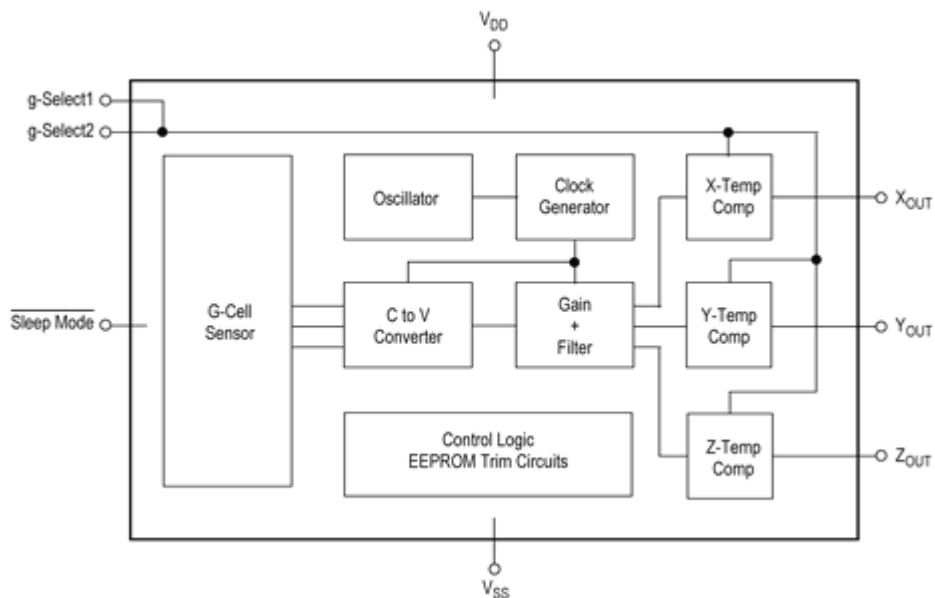 VDD
g-Select1
g-Select2
Oscillator
Clock
Generator
X-Temp
Comp
XOUT
Sleep Mode
G-Cell
Sensor
C to V
Converter
Gain
+
Filter
Y-Temp
Comp
YOUT
Control Logic
EEPROM Trim Circuits
Z-Temp
Comp
ZOUT
VSS